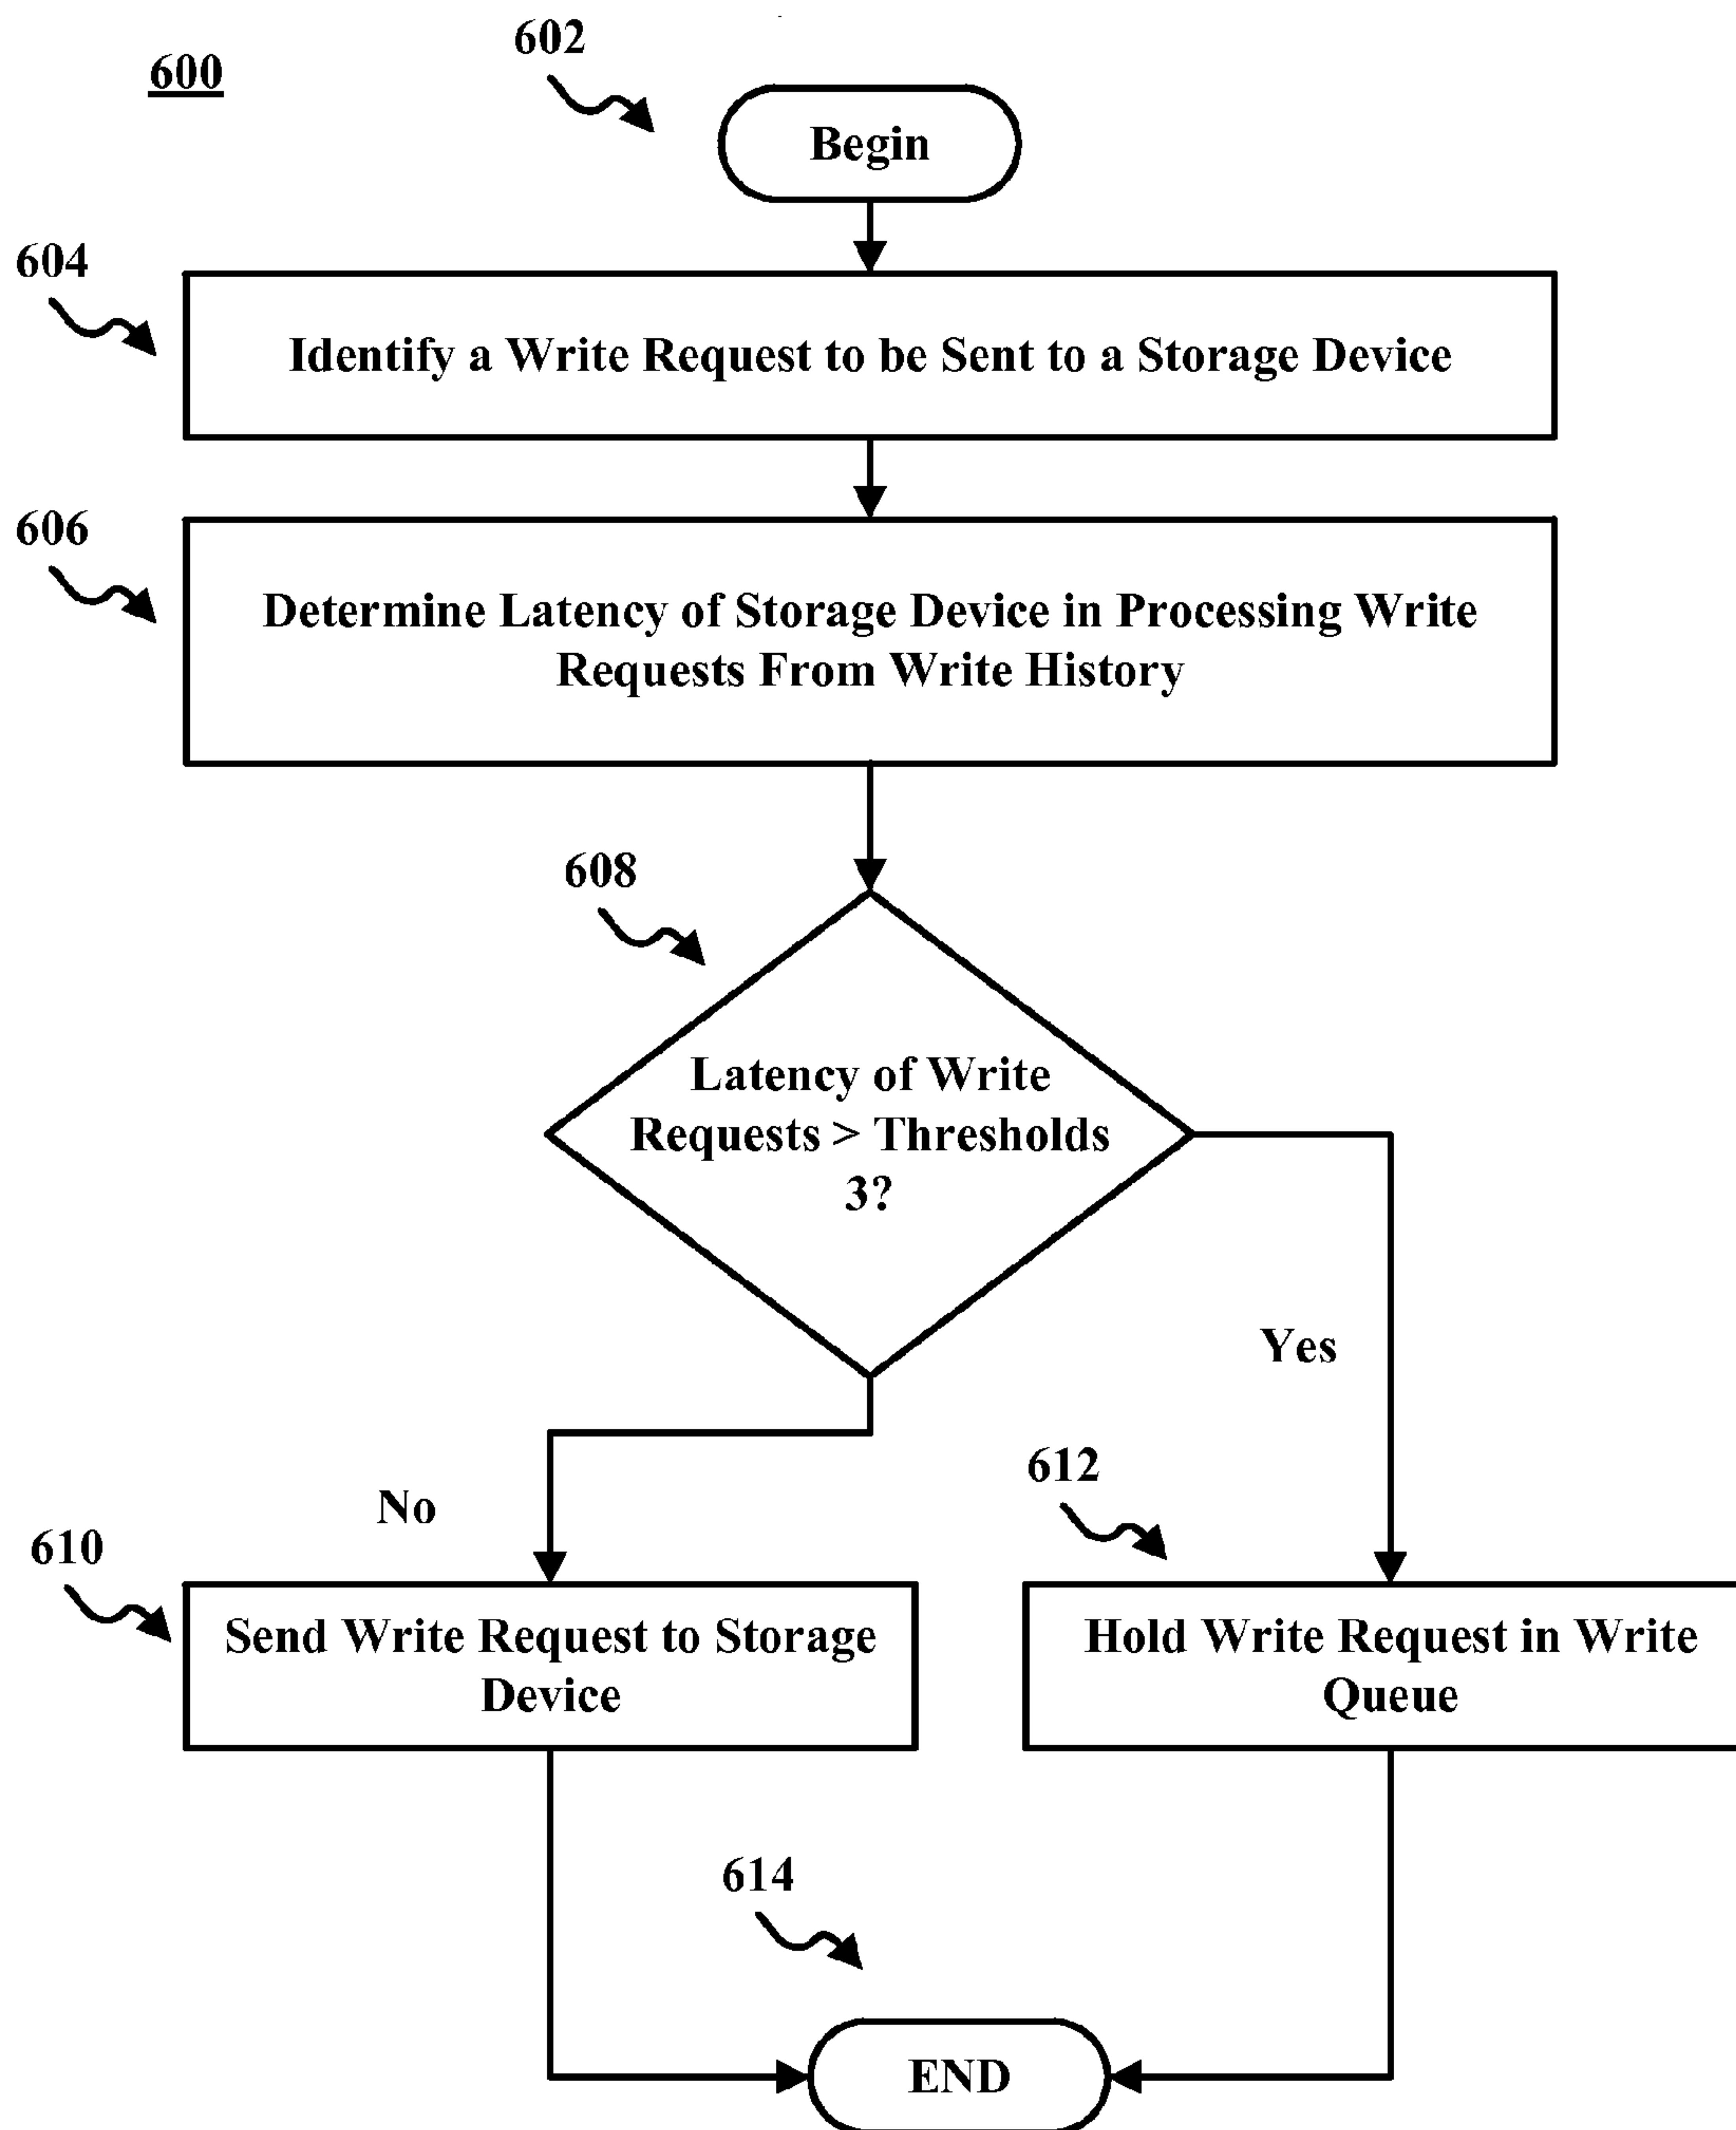 600
602
Begin
604
Identify a Write Request to be Sent to a Storage Device
606
Determine Latency of Storage Device in Processing Write
Requests From Write History
608
Latency of Write
Requests > Thresholds
3?
Yes
No
610
Send Write Request to Storage
Device
612
Hold Write Request in Write
Queue
614
END